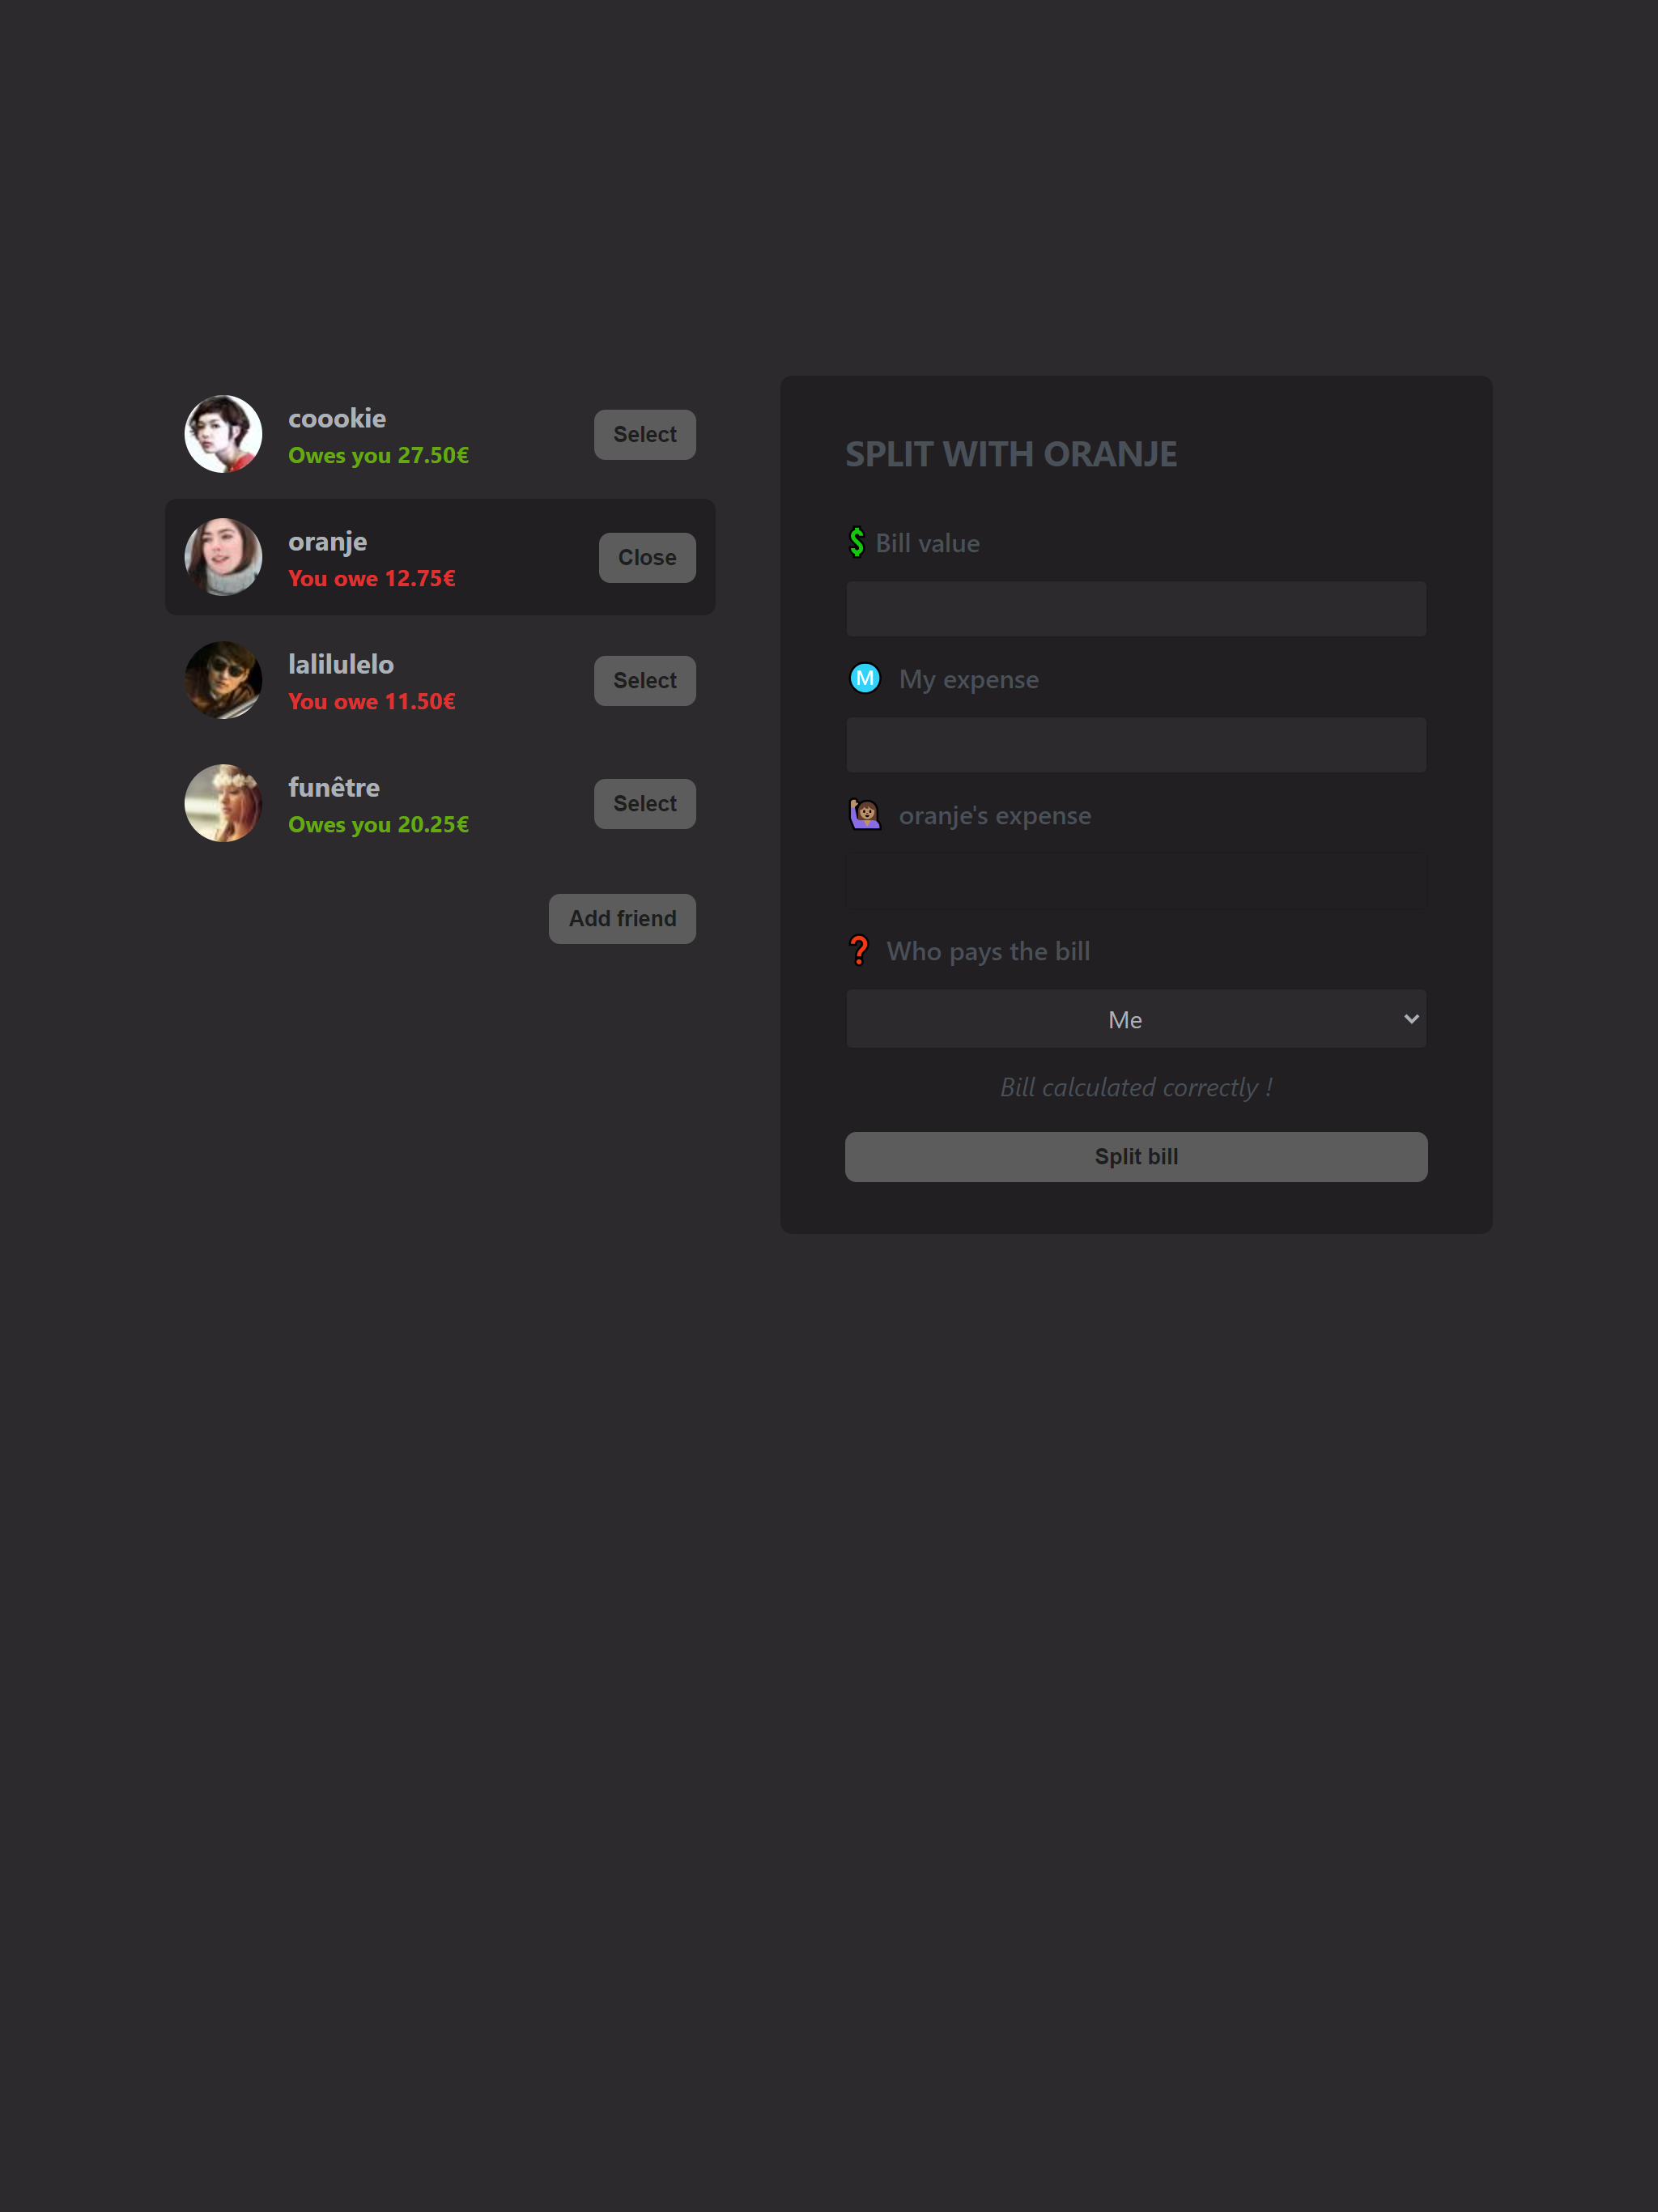 coookie
Owes you 27.50€
Select
oranje
You owe 12.75€
Close
lalilulelo
You owe 11.50€
Select
funêtre
Owes you 20.25€
Select
Add friend
SPLIT WITH ORANJE
💲 Bill value
Ⓜ️ My expense
🙋🏽‍♀️ oranje's expense
❓ Who pays the bill
Me
Bill calculated correctly !
Split bill